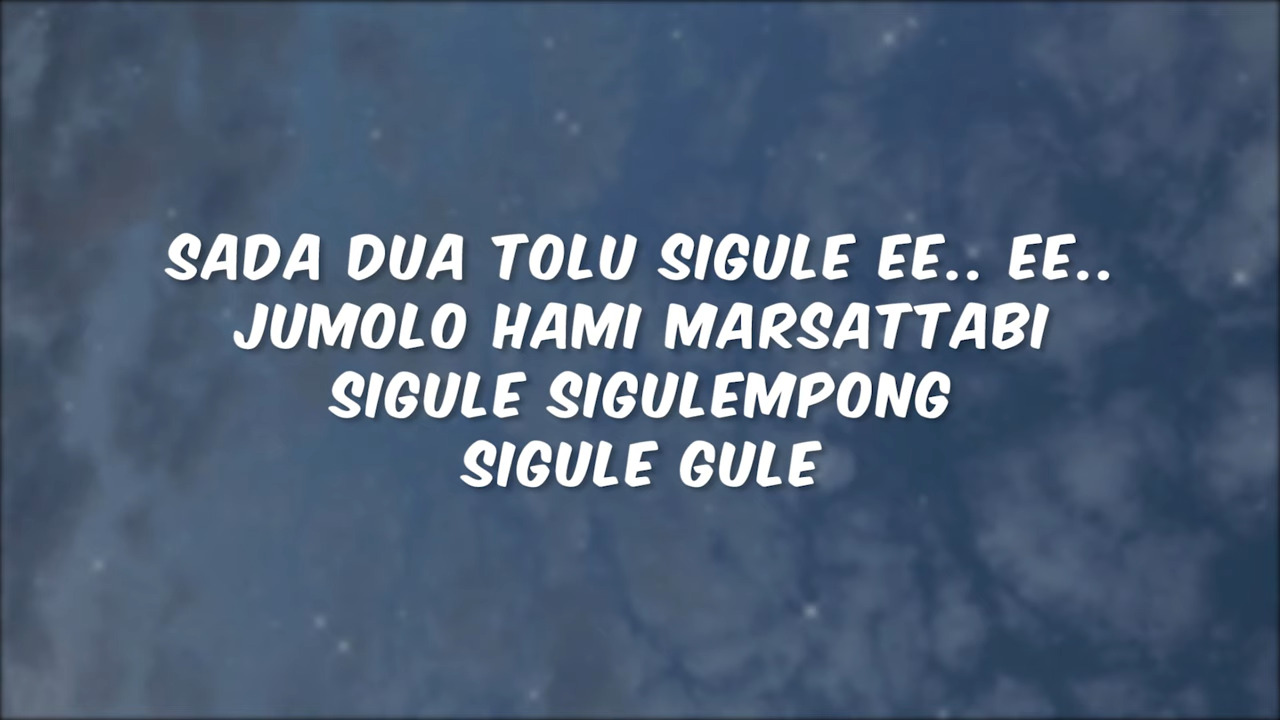 SADA DUA TOLU SIGULE EE.. EE..
JUMOLO HAMI MARSATTABI
SIGULE SIGULEMPONG
SIGULE GULE